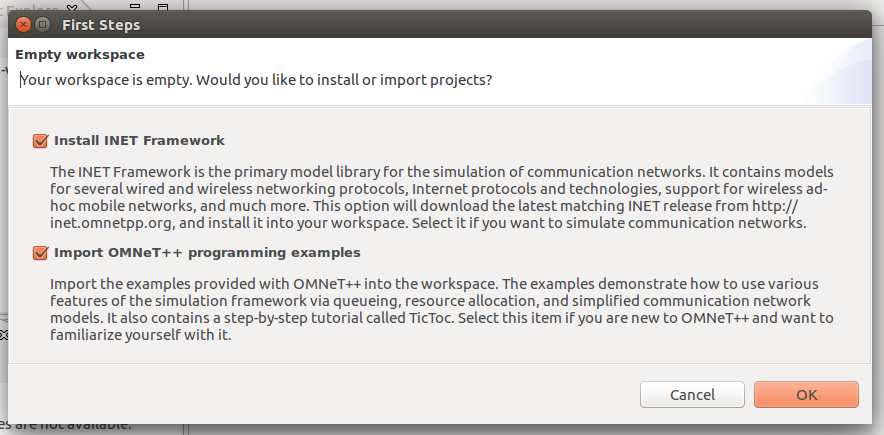 First Steps
Empty workspace
Your workspace is empty. Would you like to install or import projects?
Install INET Framework
The INET Framework is the primary model library for the simulation of communication networks. It contains models
for several wired and wireless networking protocols, Internet protocols and technologies, support for wireless ad-
hoc mobile networks, and much more. This option will download the latest matching INET release from http://
inet.omnetpp.org, and install it into your workspace. Select it if you want to simulate communication networks.
Import OMNeT++ programming examples
Import the examples provided with OMNeT++ into the workspace. The examples demonstrate how to use various
features of the simulation framework via queueing, resource allocation, and simplified communication network
models. It also contains a step-by-step tutorial called TicToc. Select this item if you are new to OMNeT++ and want to
familiarize yourself with it.
Cancel
OK
are not available.